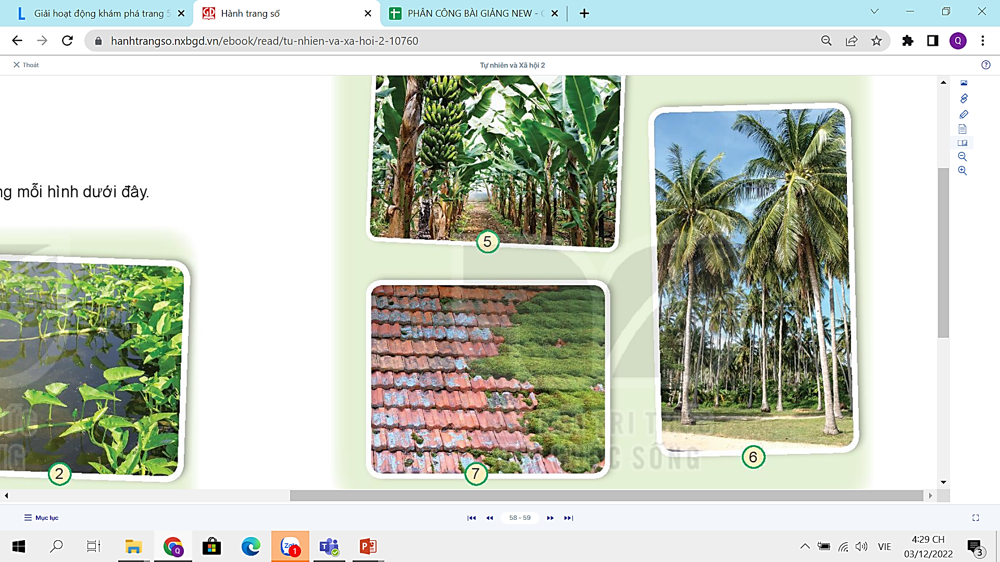 Giải hoạt động khám phá trang 5
Hành trang số
PHÂN CÔNG BÀI GIẢNG NEW -
hanhtrangso.nxbgd.vn/ebook/read/tu-nhien-va-xa-hoi-2-10760
Q
Thoát
Tự nhiên và Xã hội 2
mỗi hình dưới đây.
5
2
7
6
SỐNG
Mục lục
58 - 59
Zalo
1
VIE
4:29 CH
03/12/2022
3